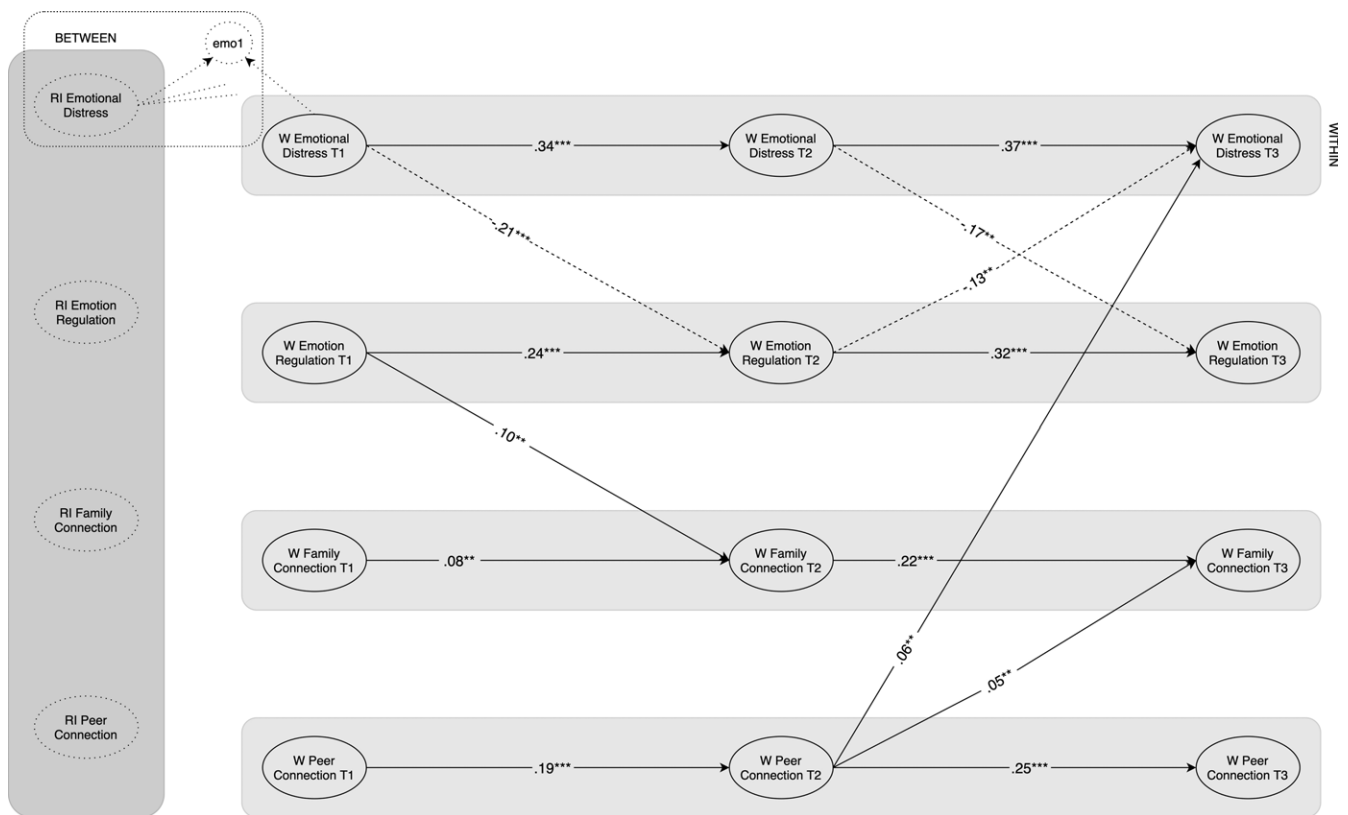 BETWEEN
emo1
RI Emotional
Distress
W Emotional
Distress T1
.34***
W Emotional
Distress T2
.37***
W Emotional
Distress T3
WITHIN
-.21***
-.17**
-.13**
RI Emotion
Regulation
W Emotion
Regulation T1
.24***
W Emotion
Regulation T2
.32***
W Emotion
Regulation T3
.10**
RI Family
Connection
W Family
Connection T1
.08**
W Family
Connection T2
.22***
W Family
Connection T3
.06**
.05**
RI Peer
Connection
W Peer
Connection T1
.19***
W Peer
Connection T2
.25***
W Peer
Connection T3